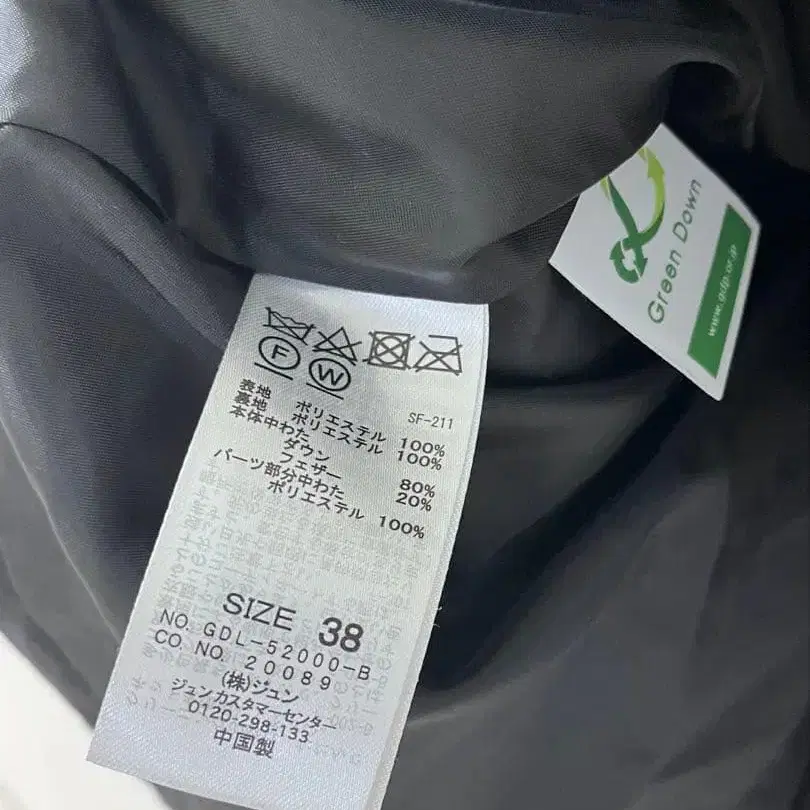 F W
SF-211
表地 ポリエステル 100%
裏地 ポリエステル 100%
本体中わた
ダウン 80%
フェザー 20%
パーツ部分中わた
ポリエステル 100%
SIZE 38
NO. GDL-52000-B
CO. NO. 20089
(株)ジュン
ジュンカスタマーセンター
0120-298-133
中国製
Green Down
www.gdp.or.jp